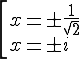 x = ± 1/√2
x = ± i